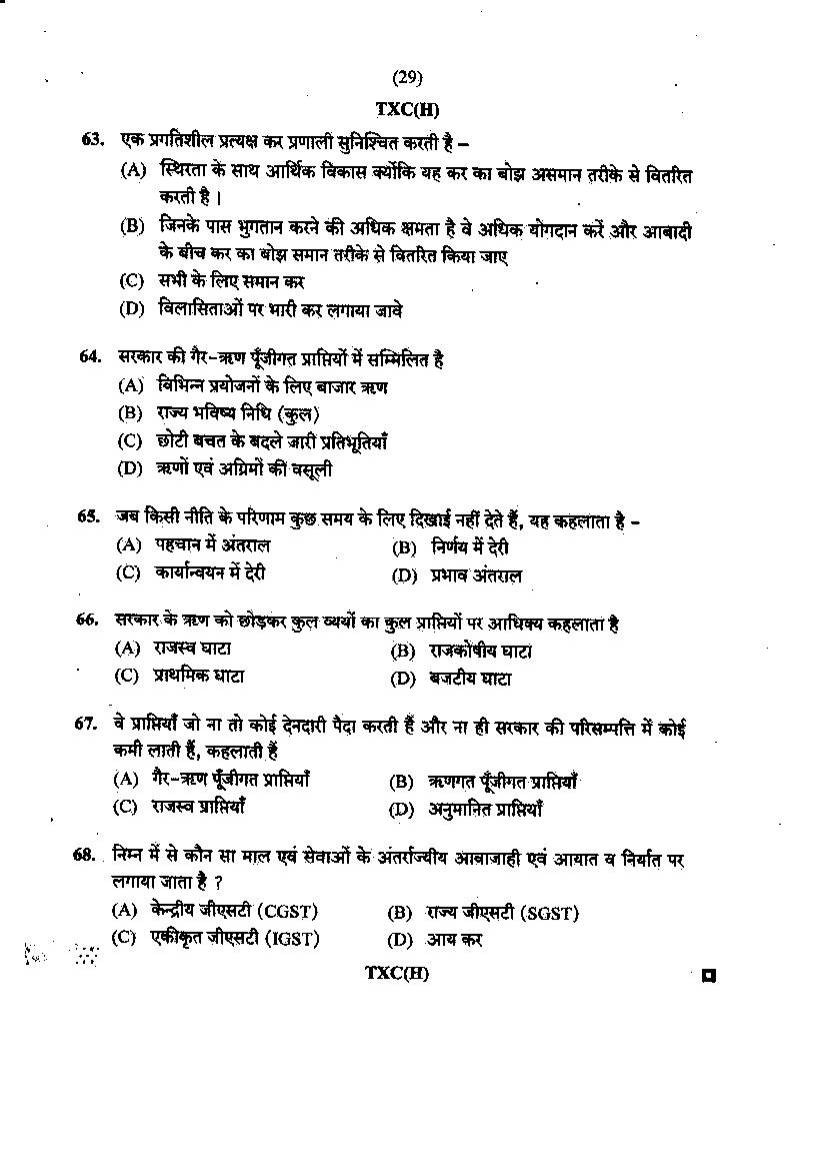 (29)
TXC(H)
63. एक प्रगतिशील प्रत्यक्ष कर प्रणाली सुनिश्चित करती है –
(A) स्थिरता के साथ आर्थिक विकास क्योंकि यह कर का बोझ असमान तरीके से वितरित
करती है ।
(B) जिनके पास भुगतान करने की अधिक क्षमता है वे अधिक योगदान करें और आबादी
के बीच कर का बोझ समान तरीके से वितरित किया जाए
(C) सभी के लिए समान कर
(D) विलासिताओं पर भारी कर लगाया जावे
64. सरकार की गैर-ऋण पूँजीगत प्राप्तियों में सम्मिलित है
(A) विभिन्न प्रयोजनों के लिए बाजार ऋण
(B) राज्य भविष्य निधि (कुल)
(C) छोटी बचत के बदले जारी प्रतिभूतियाँ
(D) ऋणों एवं अग्रिमों की वसूली
65. जब किसी नीति के परिणाम कुछ समय के लिए दिखाई नहीं देते हैं, यह कहलाता है –
(A) पहचान में अंतराल (B) निर्णय में देरी
(C) कार्यान्वयन में देरी (D) प्रभाव अंतराल
66. सरकार के ऋण को छोड़कर कुल व्ययों का कुल प्राप्तियों पर आधिक्य कहलाता है
(A) राजस्व घाटा (B) राजकोषीय घाटा
(C) प्राथमिक घाटा (D) बजटीय घाटा
67. वे प्राप्तियाँ जो ना तो कोई देनदारी पैदा करती हैं और ना ही सरकार की परिसम्पत्ति में कोई
कमी लाती हैं, कहलाती हैं
(A) गैर-ऋण पूँजीगत प्राप्तियाँ (B) ऋणगत पूँजीगत प्राप्तियाँ
(C) राजस्व प्राप्तियाँ (D) अनुमानित प्राप्तियाँ
68. निम्न में से कौन सा माल एवं सेवाओं के अंतर्राज्यीय आवाजाही एवं आयात व निर्यात पर
लगाया जाता है ?
(A) केन्द्रीय जीएसटी (CGST) (B) राज्य जीएसटी (SGST)
(C) एकीकृत जीएसटी (IGST) (D) आय कर
TXC(H)